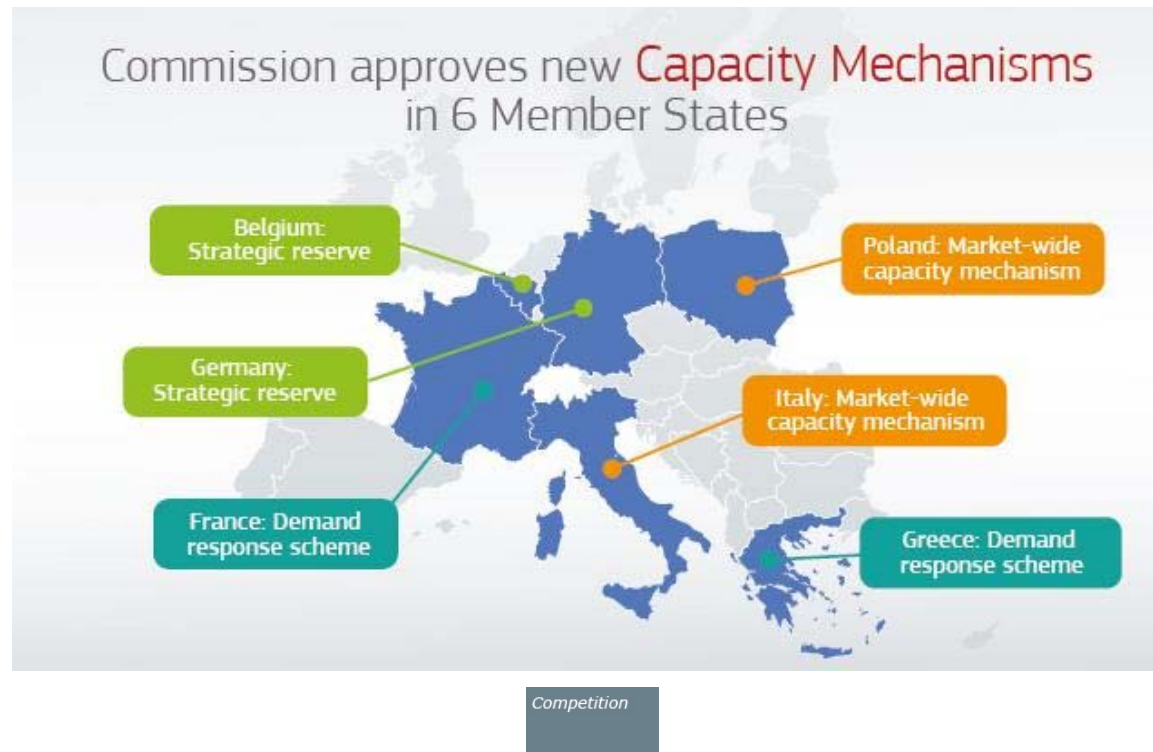 Commission approves new Capacity Mechanisms
in 6 Member States
Belgium:
Strategic reserve
Poland: Market-wide
capacity mechanism
Germany:
Strategic reserve
Italy: Market-wide
capacity mechanism
France: Demand
response scheme
Greece: Demand
response scheme
Competition